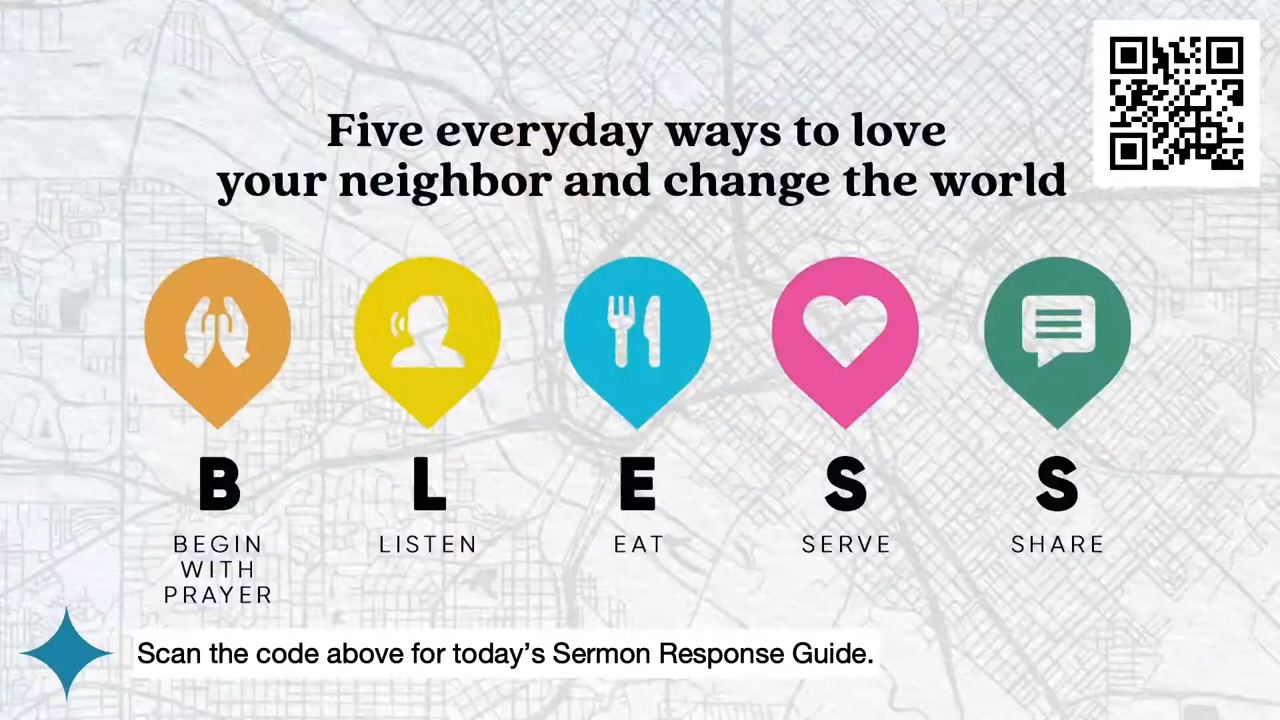 Five everyday ways to love
your neighbor and change the world
B
L
E
S
S
BEGIN
WITH
PRAYER
LISTEN
EAT
SERVE
SHARE
Scan the code above for today’s Sermon Response Guide.